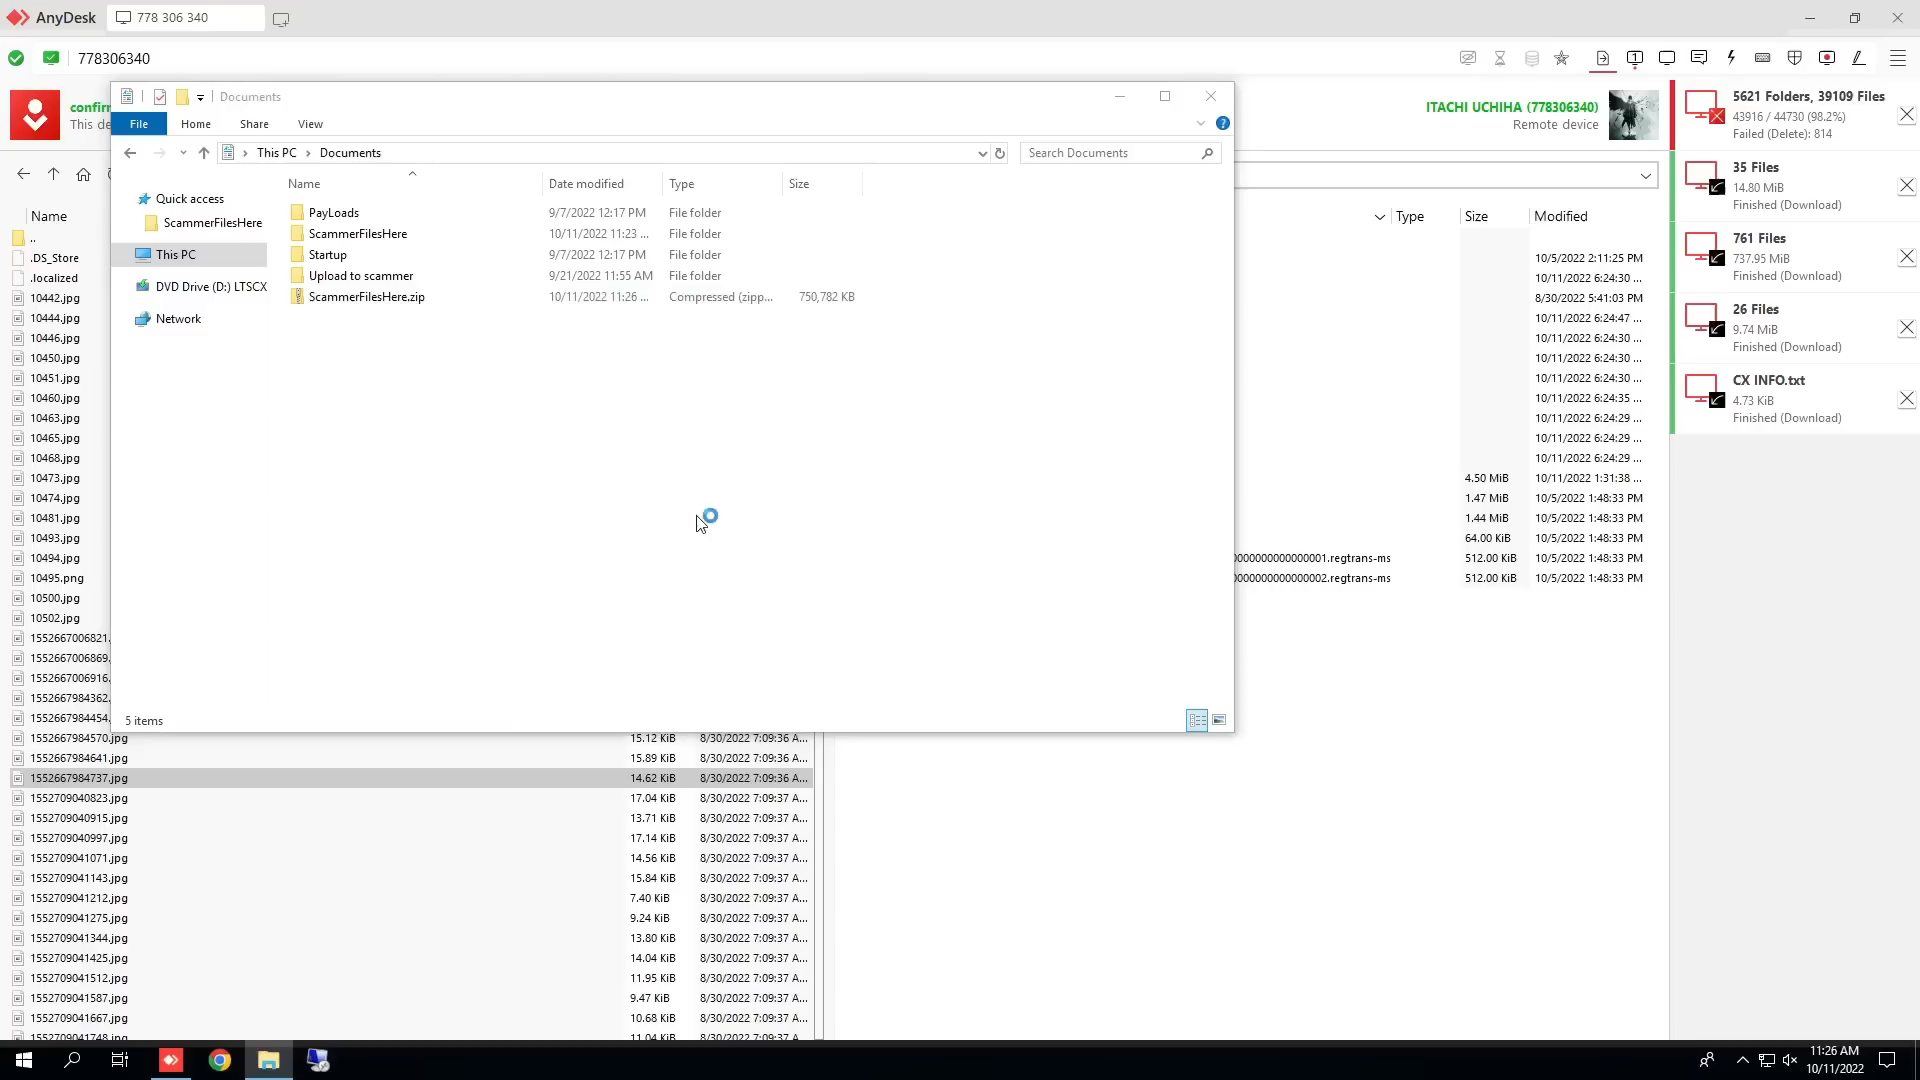 AnyDesk
778 306 340
778306340
ITACHI UCHIHA (778306340)
Remote device
Documents
File
Home
Share
View
This PC
Documents
Search Documents
Name
Date modified
Type
Size
Quick access
ScammerFilesHere
This PC
DVD Drive (D:) LTSCX
Network
PayLoads 9/7/2022 12:17 PM File folder
ScammerFilesHere 10/11/2022 11:23 ... File folder
Startup 9/7/2022 12:17 PM File folder
Upload to scammer 9/21/2022 11:55 AM File folder
ScammerFilesHere.zip 10/11/2022 11:26 ... Compressed (zipp... 750,782 KB
5 items
Name
..
.DS_Store
.localized
10442.jpg
10444.jpg
10446.jpg
10450.jpg
10451.jpg
10460.jpg
10463.jpg
10465.jpg
10468.jpg
10473.jpg
10474.jpg
10481.jpg
10493.jpg
10494.jpg
10495.png
10500.jpg
10502.jpg
1552667006821.
1552667006869.
1552667006916.
1552667984362.
1552667984454.
1552667984570.jpg 15.12 KiB 8/30/2022 7:09:36 A...
1552667984641.jpg 15.89 KiB 8/30/2022 7:09:36 A...
1552667984737.jpg 14.62 KiB 8/30/2022 7:09:36 A...
1552709040823.jpg 17.04 KiB 8/30/2022 7:09:37 A...
1552709040915.jpg 13.71 KiB 8/30/2022 7:09:37 A...
1552709040997.jpg 17.14 KiB 8/30/2022 7:09:37 A...
1552709041071.jpg 14.56 KiB 8/30/2022 7:09:37 A...
1552709041143.jpg 15.84 KiB 8/30/2022 7:09:37 A...
1552709041212.jpg 7.40 KiB 8/30/2022 7:09:37 A...
1552709041275.jpg 9.24 KiB 8/30/2022 7:09:37 A...
1552709041344.jpg 13.80 KiB 8/30/2022 7:09:37 A...
1552709041425.jpg 14.04 KiB 8/30/2022 7:09:37 A...
1552709041512.jpg 11.95 KiB 8/30/2022 7:09:37 A...
1552709041587.jpg 9.47 KiB 8/30/2022 7:09:37 A...
1552709041667.jpg 10.68 KiB 8/30/2022 7:09:37 A...
1552709041748.jpg 11.04 KiB 8/30/2022 7:09:37 A...
Type
Size
Modified
10/5/2022 2:11:25 PM
10/11/2022 6:24:30 ...
8/30/2022 5:41:03 PM
10/11/2022 6:24:47 ...
10/11/2022 6:24:30 ...
10/11/2022 6:24:30 ...
10/11/2022 6:24:30 ...
10/11/2022 6:24:35 ...
10/11/2022 6:24:29 ...
10/11/2022 6:24:29 ...
10/11/2022 6:24:29 ...
4.50 MiB 10/11/2022 1:31:38 ...
1.47 MiB 10/5/2022 1:48:33 PM
1.44 MiB 10/5/2022 1:48:33 PM
64.00 KiB 10/5/2022 1:48:33 PM
0000000000000001.regtrans-ms 512.00 KiB 10/5/2022 1:48:33 PM
0000000000000002.regtrans-ms 512.00 KiB 10/5/2022 1:48:33 PM
5621 Folders, 39109 Files
43916 / 44730 (98.2%)
Failed (Delete): 814
35 Files
14.80 MiB
Finished (Download)
761 Files
737.95 MiB
Finished (Download)
26 Files
9.74 MiB
Finished (Download)
CX INFO.txt
4.73 KiB
Finished (Download)
11:26 AM
10/11/2022